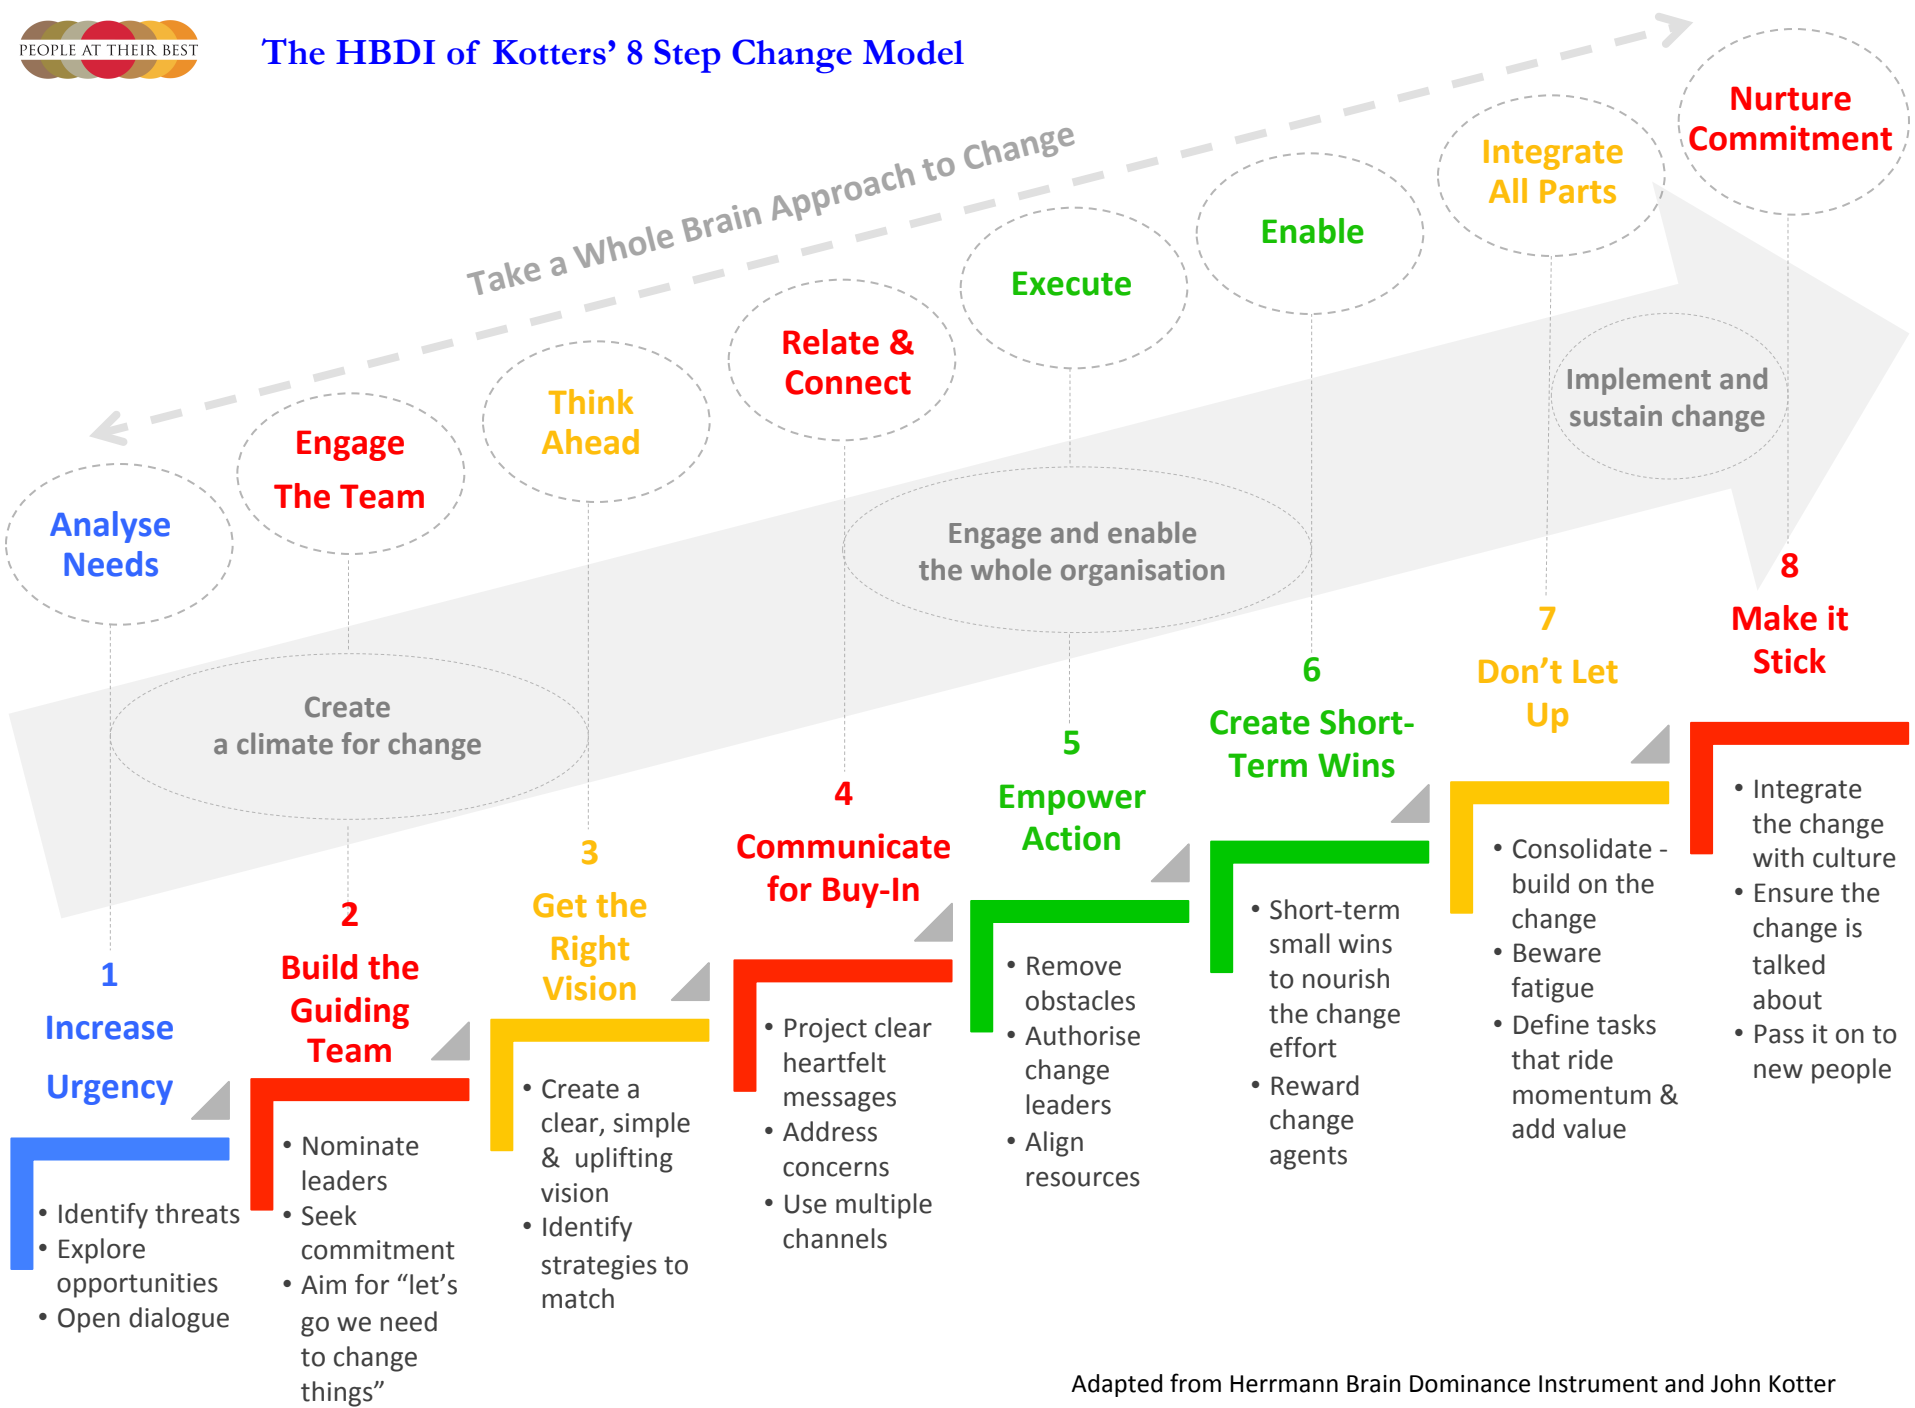 PEOPLE AT THEIR BEST
The HBDI of Kotters’ 8 Step Change Model
Take a Whole Brain Approach to Change
Analyse
Needs
Engage
The Team
Think
Ahead
Relate &
Connect
Execute
Enable
Integrate
All Parts
Nurture
Commitment
Create
a climate for change
Engage and enable
the whole organisation
Implement and
sustain change
1
Increase
Urgency
• Identify threats
• Explore
opportunities
• Open dialogue
2
Build the
Guiding
Team
• Nominate
leaders
• Seek
commitment
• Aim for “let’s
go we need
to change
things”
3
Get the
Right
Vision
• Create a
clear, simple
& uplifting
vision
• Identify
strategies to
match
4
Communicate
for Buy-In
• Project clear
heartfelt
messages
• Address
concerns
• Use multiple
channels
5
Empower
Action
• Remove
obstacles
• Authorise
change
leaders
• Align
resources
6
Create Short-
Term Wins
• Short-term
small wins
to nourish
the change
effort
• Reward
change
agents
7
Don’t Let
Up
• Consolidate -
build on the
change
• Beware
fatigue
• Define tasks
that ride
momentum &
add value
8
Make it
Stick
• Integrate
the change
with culture
• Ensure the
change is
talked
about
• Pass it on to
new people
Adapted from Herrmann Brain Dominance Instrument and John Kotter